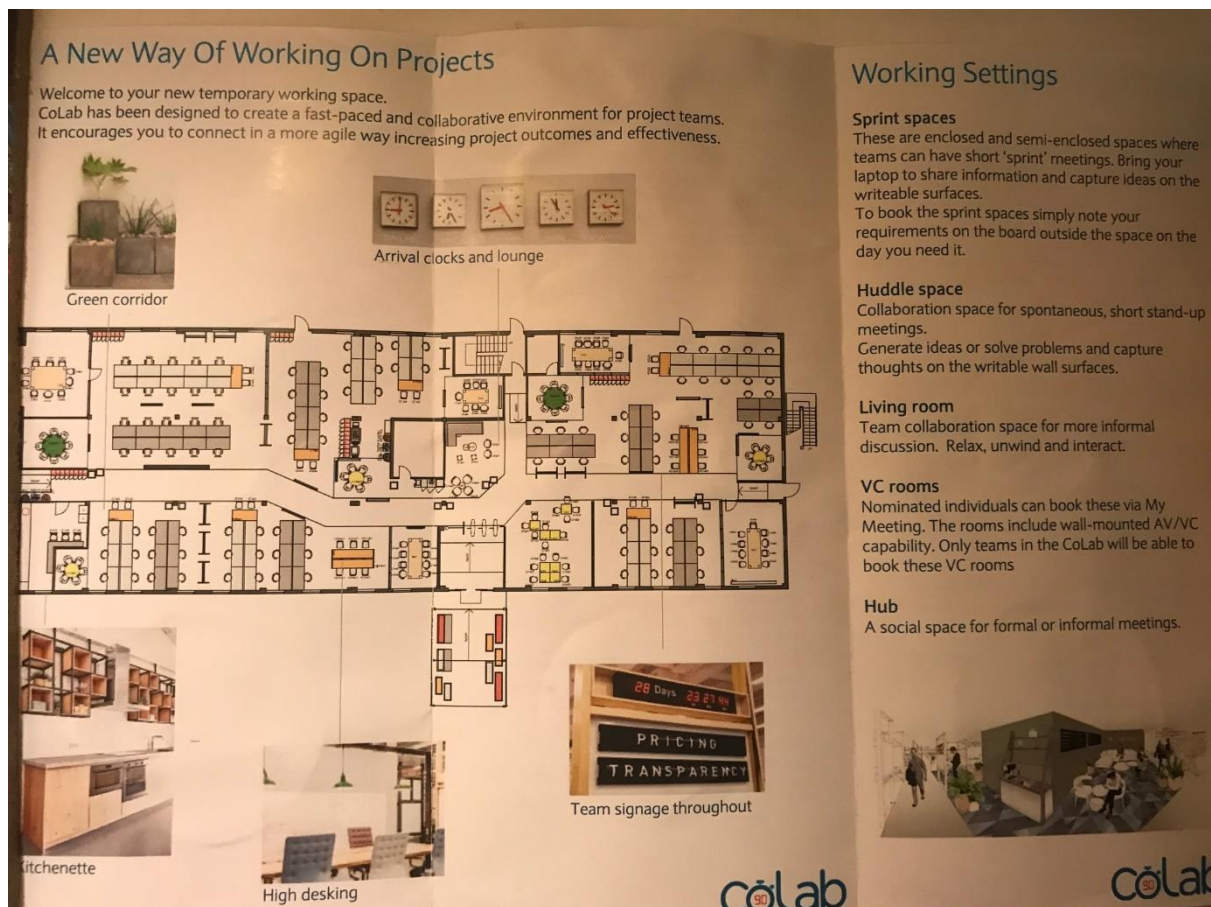 A New Way Of Working On Projects
Welcome to your new temporary working space.
CoLab has been designed to create a fast-paced and collaborative environment for project teams.
It encourages you to connect in a more agile way increasing project outcomes and effectiveness.
Green corridor
Arrival clocks and lounge
28 Days 23 27 44
PRICING
TRANSPARENCY
Team signage throughout
Kitchenette
High desking
CoLab
90
Working Settings
Sprint spaces
These are enclosed and semi-enclosed spaces where
teams can have short 'sprint' meetings. Bring your
laptop to share information and capture ideas on the
writeable surfaces.
To book the sprint spaces simply note your
requirements on the board outside the space on the
day you need it.
Huddle space
Collaboration space for spontaneous, short stand-up
meetings.
Generate ideas or solve problems and capture
thoughts on the writable wall surfaces.
Living room
Team collaboration space for more informal
discussion. Relax, unwind and interact.
VC rooms
Nominated individuals can book these via My
Meeting. The rooms include wall-mounted AV/VC
capability. Only teams in the CoLab will be able to
book these VC rooms
Hub
A social space for formal or informal meetings.
CoLab
90